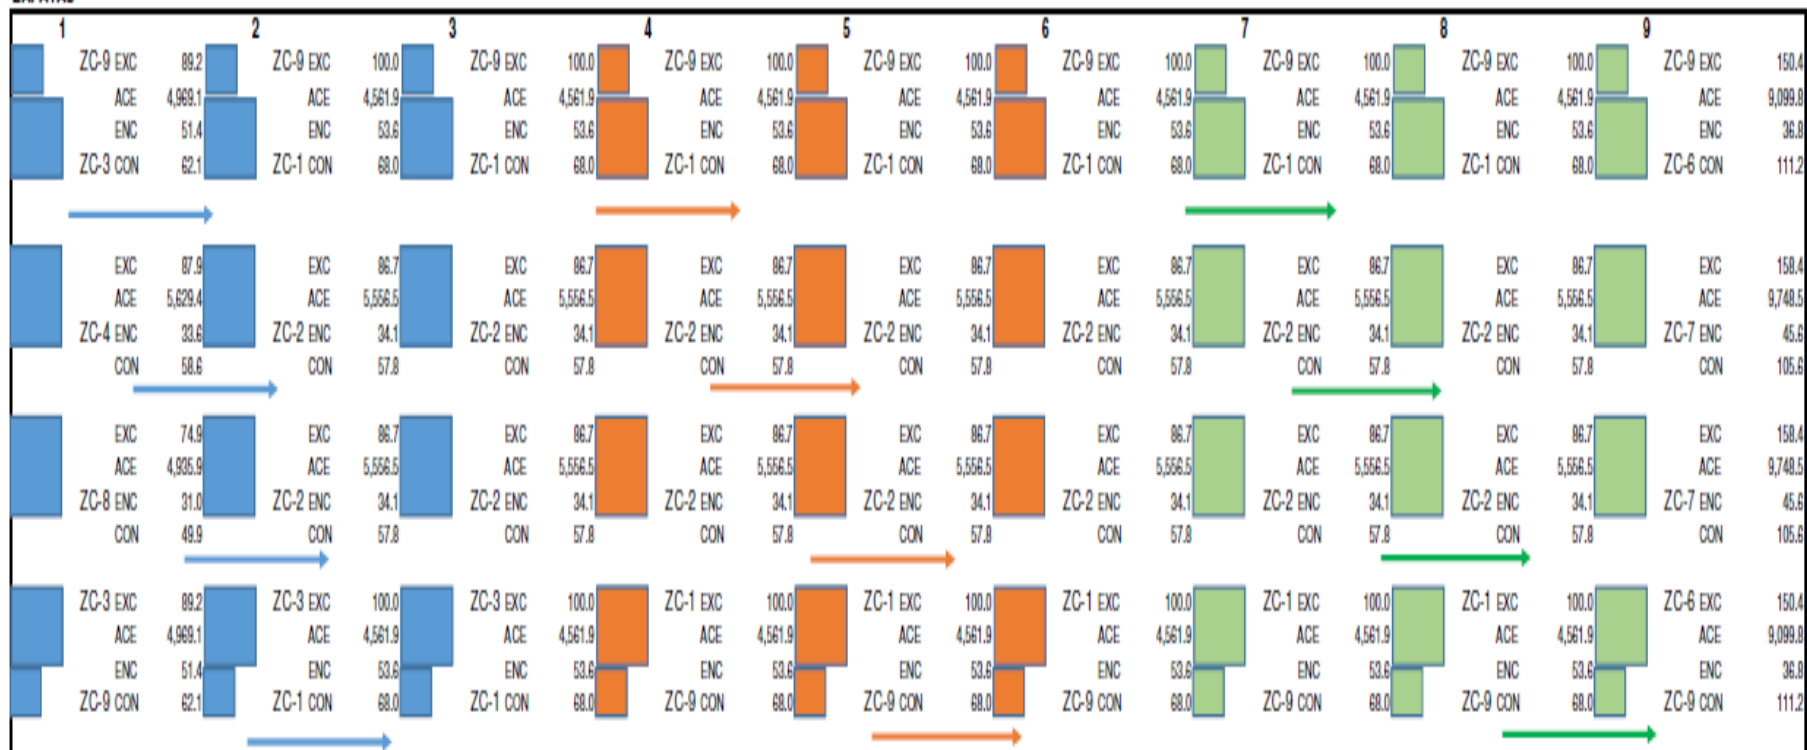 1 2 3 4 5 6 7 8 9
ZC-9 EXC 89.2 ZC-9 EXC 100.0 ZC-9 EXC 100.0 ZC-9 EXC 100.0 ZC-9 EXC 100.0 ZC-9 EXC 100.0 ZC-9 EXC 100.0 ZC-9 EXC 100.0 ZC-9 EXC 150.4
ACE 4,969.1 ACE 4,561.9 ACE 4,561.9 ACE 4,561.9 ACE 4,561.9 ACE 4,561.9 ACE 4,561.9 ACE 4,561.9 ACE 9,099.8
ENC 51.4 ENC 53.6 ENC 53.6 ENC 53.6 ENC 53.6 ENC 53.6 ENC 53.6 ENC 53.6 ENC 36.8
ZC-3 CON 62.1 ZC-1 CON 68.0 ZC-1 CON 68.0 ZC-1 CON 68.0 ZC-1 CON 68.0 ZC-1 CON 68.0 ZC-1 CON 68.0 ZC-1 CON 68.0 ZC-6 CON 111.2
EXC 87.9 EXC 86.7 EXC 86.7 EXC 86.7 EXC 86.7 EXC 86.7 EXC 86.7 EXC 86.7 EXC 158.4
ACE 5,629.4 ACE 5,556.5 ACE 5,556.5 ACE 5,556.5 ACE 5,556.5 ACE 5,556.5 ACE 5,556.5 ACE 5,556.5 ACE 9,748.5
ZC-4 ENC 33.6 ZC-2 ENC 34.1 ZC-2 ENC 34.1 ZC-2 ENC 34.1 ZC-2 ENC 34.1 ZC-2 ENC 34.1 ZC-2 ENC 34.1 ZC-2 ENC 34.1 ZC-7 ENC 45.6
CON 58.6 CON 57.8 CON 57.8 CON 57.8 CON 57.8 CON 57.8 CON 57.8 CON 57.8 CON 105.6
EXC 74.9 EXC 86.7 EXC 86.7 EXC 86.7 EXC 86.7 EXC 86.7 EXC 86.7 EXC 86.7 EXC 158.4
ACE 4,935.9 ACE 5,556.5 ACE 5,556.5 ACE 5,556.5 ACE 5,556.5 ACE 5,556.5 ACE 5,556.5 ACE 5,556.5 ACE 9,748.5
ZC-8 ENC 31.0 ZC-2 ENC 34.1 ZC-2 ENC 34.1 ZC-2 ENC 34.1 ZC-2 ENC 34.1 ZC-2 ENC 34.1 ZC-2 ENC 34.1 ZC-2 ENC 34.1 ZC-7 ENC 45.6
CON 49.9 CON 57.8 CON 57.8 CON 57.8 CON 57.8 CON 57.8 CON 57.8 CON 57.8 CON 105.6
ZC-3 EXC 89.2 ZC-3 EXC 100.0 ZC-3 EXC 100.0 ZC-1 EXC 100.0 ZC-1 EXC 100.0 ZC-1 EXC 100.0 ZC-1 EXC 100.0 ZC-1 EXC 100.0 ZC-6 EXC 150.4
ACE 4,969.1 ACE 4,561.9 ACE 4,561.9 ACE 4,561.9 ACE 4,561.9 ACE 4,561.9 ACE 4,561.9 ACE 4,561.9 ACE 9,099.8
ENC 51.4 ENC 53.6 ENC 53.6 ENC 53.6 ENC 53.6 ENC 53.6 ENC 53.6 ENC 53.6 ENC 36.8
ZC-9 CON 62.1 ZC-1 CON 68.0 ZC-1 CON 68.0 ZC-9 CON 68.0 ZC-9 CON 68.0 ZC-9 CON 68.0 ZC-9 CON 68.0 ZC-9 CON 68.0 ZC-9 CON 111.2